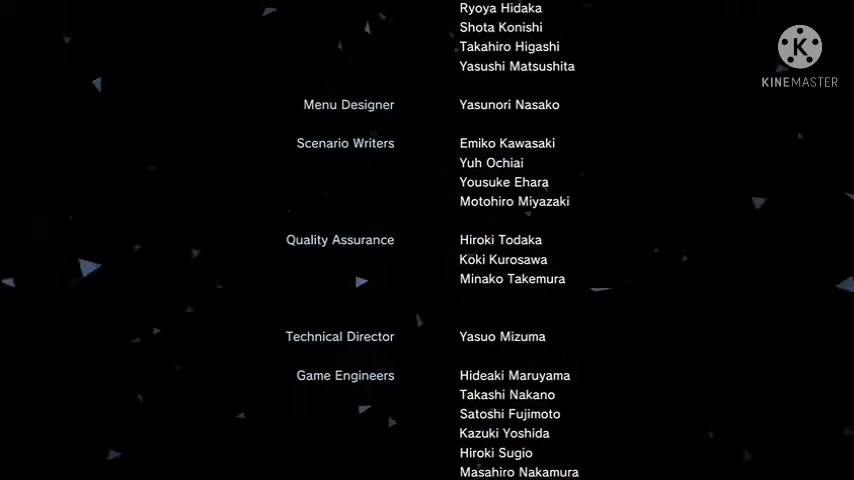 Ryoya Hidaka
Shota Konishi
Takahiro Higashi
Yasushi Matsushita
K
KINEMASTER
Menu Designer Yasunori Nasako
Scenario Writers Emiko Kawasaki
Yuh Ochiai
Yousuke Ehara
Motohiro Miyazaki
Quality Assurance Hiroki Todaka
Koki Kurosawa
Minako Takemura
Technical Director Yasuo Mizuma
Game Engineers Hideaki Maruyama
Takashi Nakano
Satoshi Fujimoto
Kazuki Yoshida
Hiroki Sugio
Masahiro Nakamura